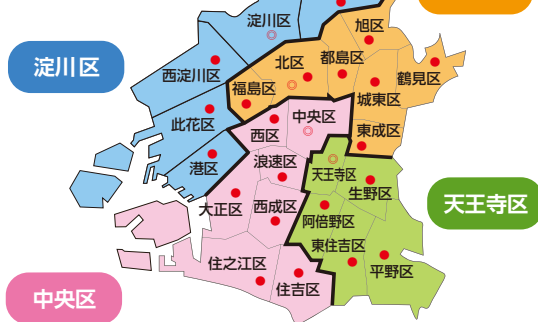 淀川区
旭区
淀川区
北区
都島区
鶴見区
西淀川区
福島区
城東区
此花区
中央区
西区
東成区
港区
浪速区
天王寺区
生野区
大正区
西成区
阿倍野区
天王寺区
東住吉区
住之江区
平野区
住吉区
中央区